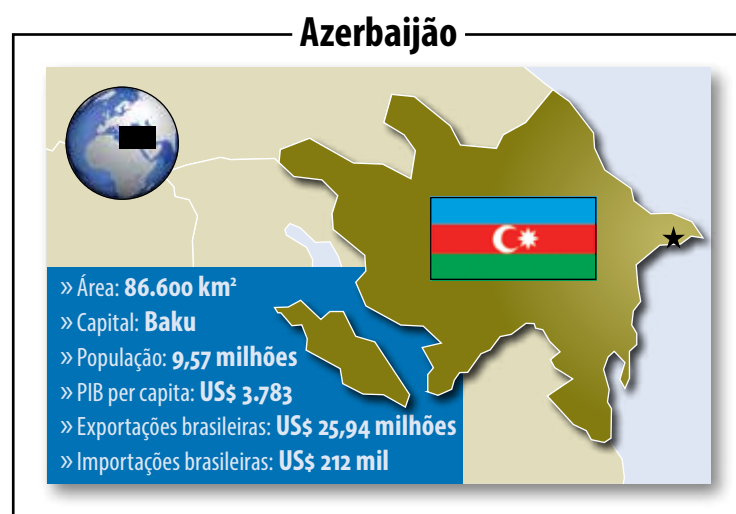 Azerbaijão
» Área: 86.600 km²
» Capital: Baku
» População: 9,57 milhões
» PIB per capita: US$ 3.783
» Exportações brasileiras: US$ 25,94 milhões
» Importações brasileiras: US$ 212 mil